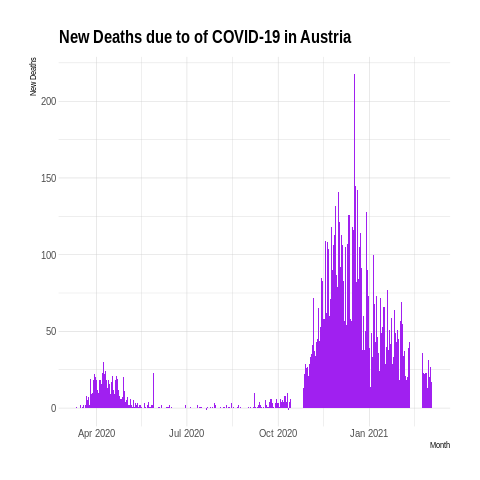 New Deaths due to of COVID-19 in Austria
New Deaths
200
150
100
50
0
Apr 2020
Jul 2020
Oct 2020
Jan 2021
Month